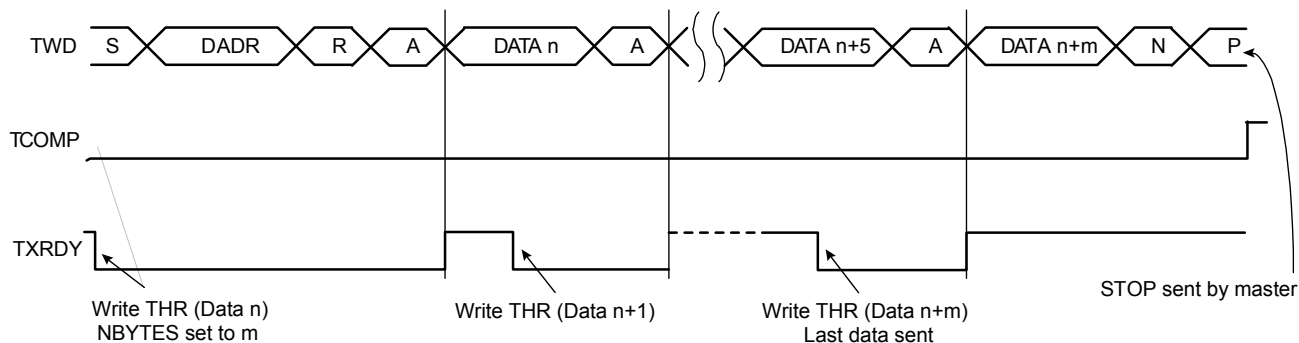 TWD S DADR R A DATA n A DATA n+5 A DATA n+m N P
TCOMP
TXRDY
Write THR (Data n)
NBYTES set to m
Write THR (Data n+1)
Write THR (Data n+m)
Last data sent
STOP sent by master